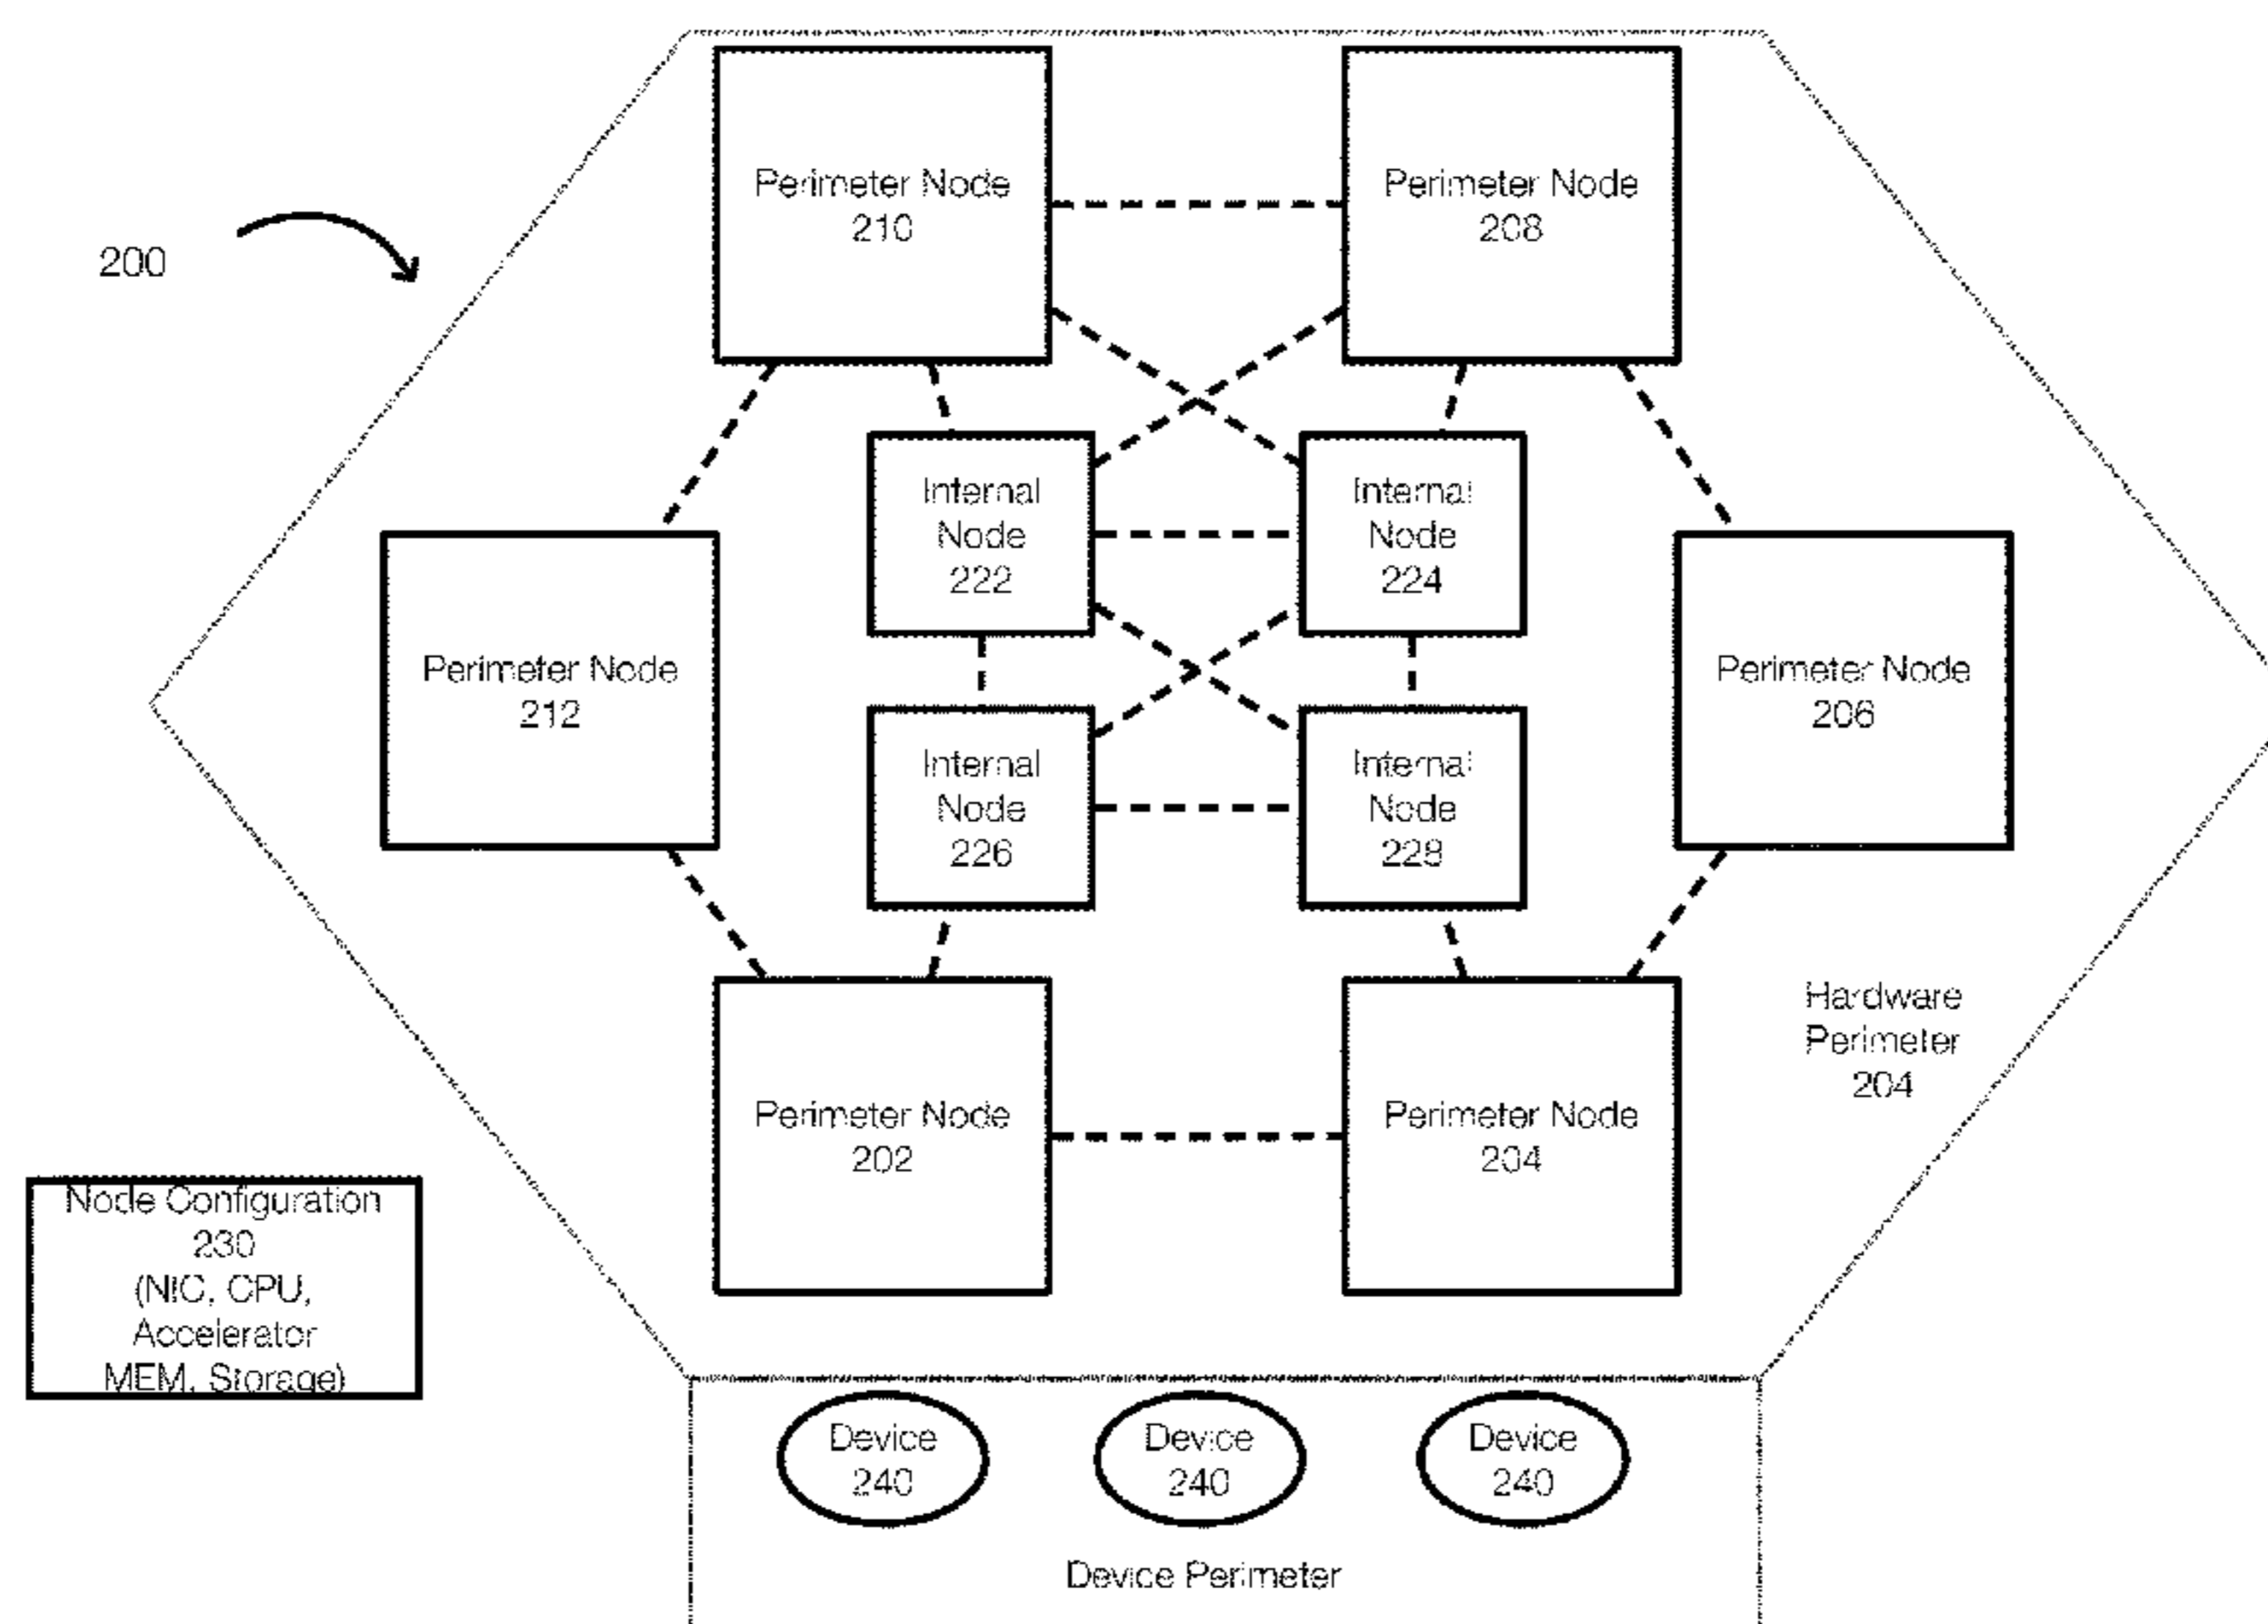 Perimeter Node
210
Perimeter Node
208
200
Internal
Node
222
Internal
Node
224
Perimeter Node
212
Perimeter Node
206
Internal
Node
226
Internal
Node
228
Hardware
Perimeter
204
Perimeter Node
202
Perimeter Node
204
Node Configuration
230
(NIC, CPU,
Accelerator
MEM, Storage)
Device
240
Device
240
Device
240
Device Perimeter